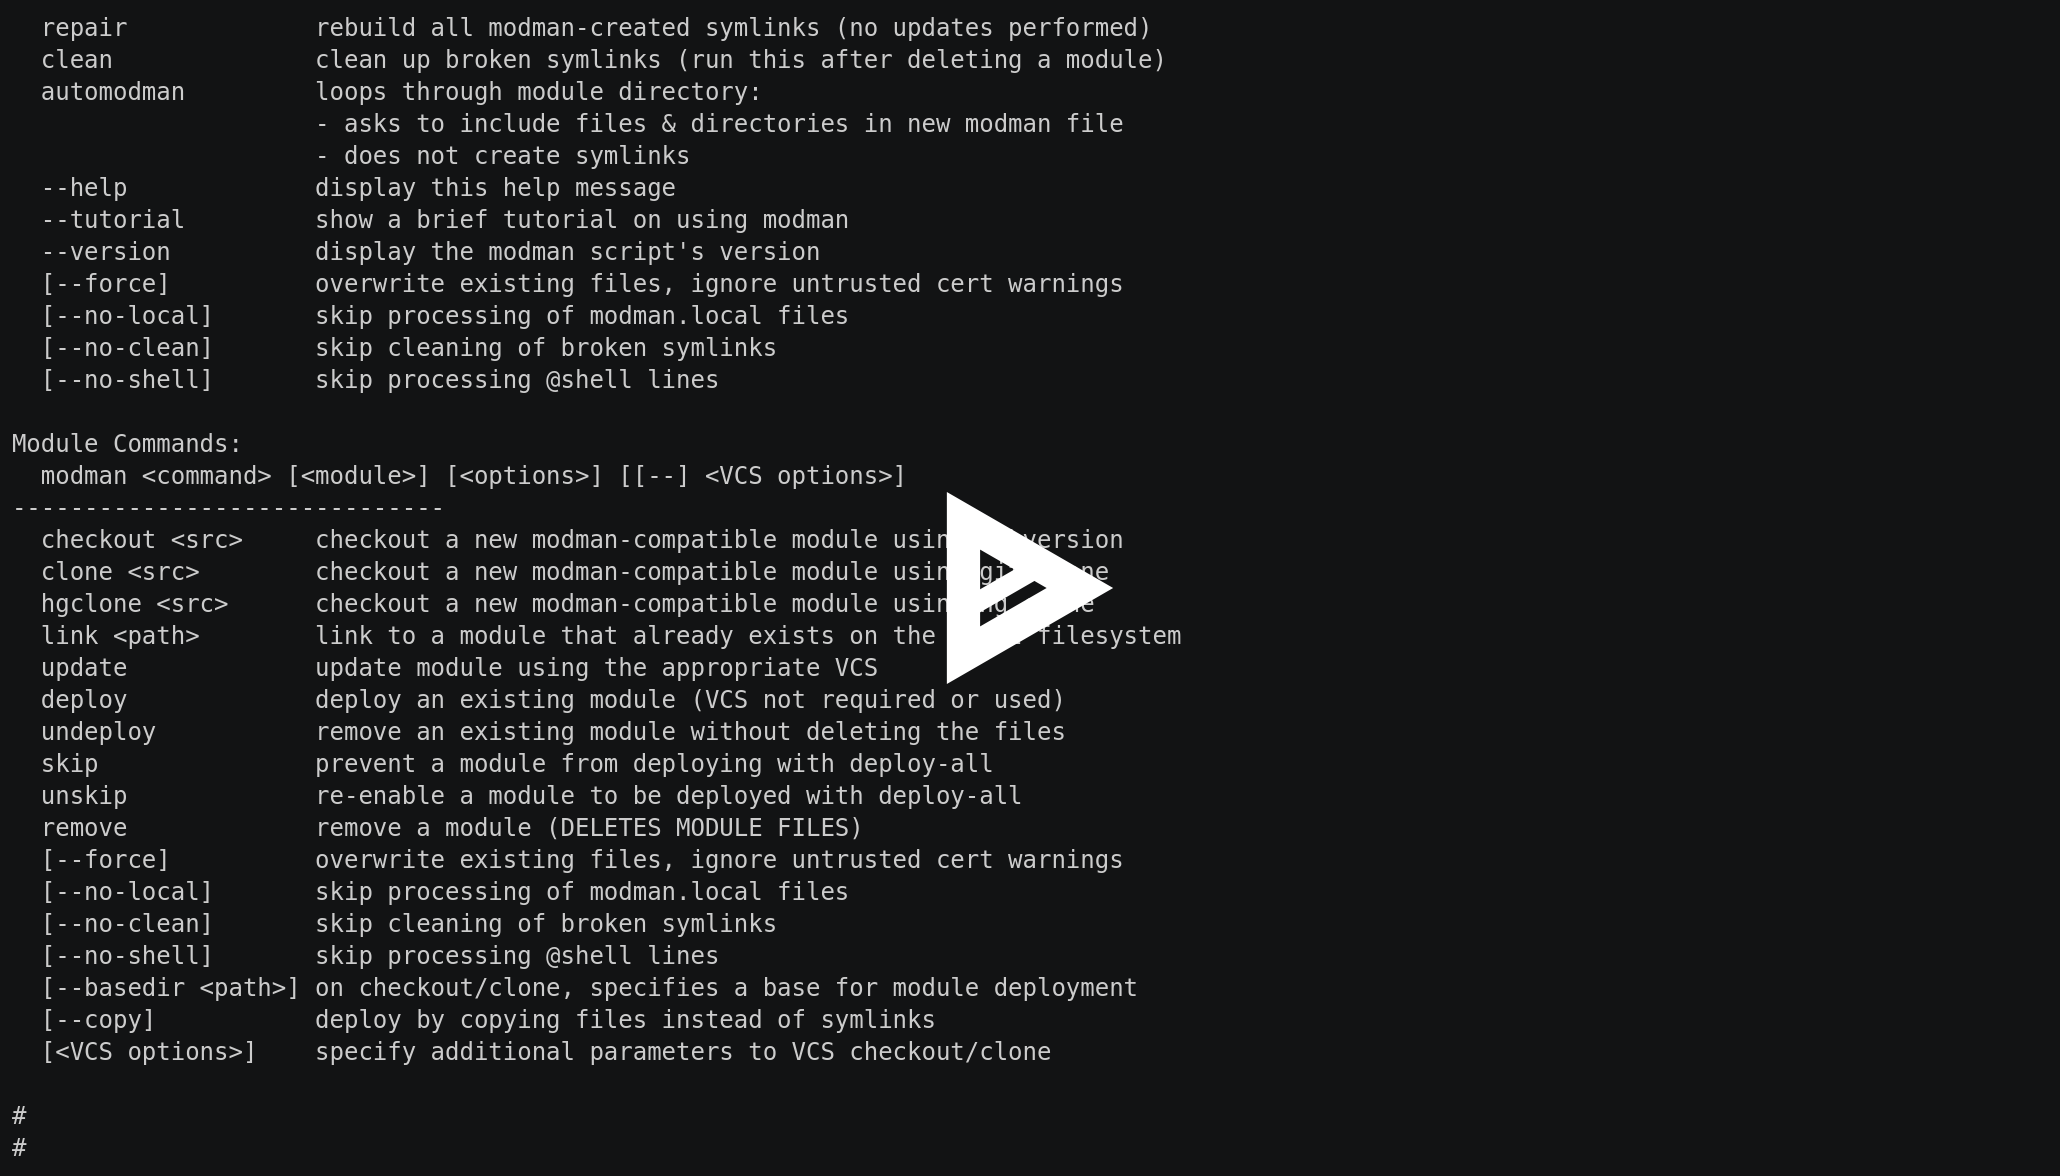 repair rebuild all modman-created symlinks (no updates performed)
clean clean up broken symlinks (run this after deleting a module)
automodman loops through module directory:
- asks to include files & directories in new modman file
- does not create symlinks
--help display this help message
--tutorial show a brief tutorial on using modman
--version display the modman script's version
[--force] overwrite existing files, ignore untrusted cert warnings
[--no-local] skip processing of modman.local files
[--no-clean] skip cleaning of broken symlinks
[--no-shell] skip processing @shell lines
Module Commands:
modman <command> [<module>] [<options>] [[--] <VCS options>]
------------------------------
checkout <src> checkout a new modman-compatible module using
clone <src> checkout a new modman-compatible module using
hgclone <src> checkout a new modman-compatible module using
link <path> link to a module that already exists on the filesystem
update update module using the appropriate VCS
deploy deploy an existing module (VCS not required or used)
undeploy remove an existing module without deleting the files
skip prevent a module from deploying with deploy-all
unskip re-enable a module to be deployed with deploy-all
remove remove a module (DELETES MODULE FILES)
[--force] overwrite existing files, ignore untrusted cert warnings
[--no-local] skip processing of modman.local files
[--no-clean] skip cleaning of broken symlinks
[--no-shell] skip processing @shell lines
[--basedir <path>] on checkout/clone, specifies a base for module deployment
[--copy] deploy by copying files instead of symlinks
[<VCS options>] specify additional parameters to VCS checkout/clone
#
#